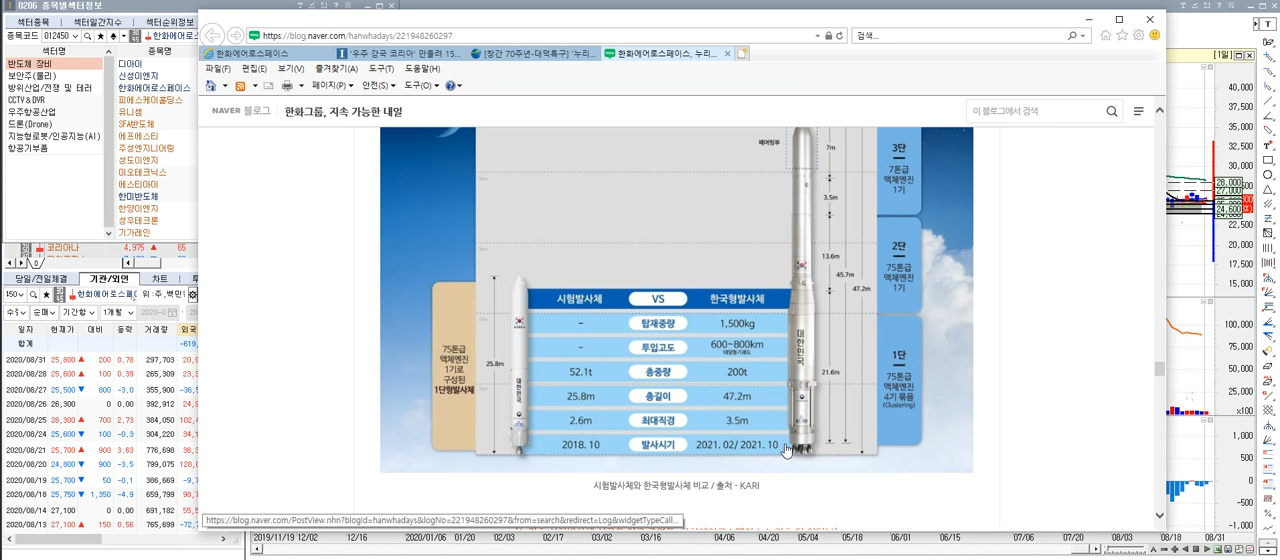 0206 종목별섹터정보
섹터종목
섹터일간지수
섹터순위정보
종목코드 012450
한화에어로스페이스
섹터명
종목명
반도체 장비
보안주(물리)
방위산업/전쟁 및 테러
CCTV & DVR
우주항공산업
드론(Drone)
지능형로봇/인공지능(AI)
항공기부품
디아이
신성이엔지
한화에어로스페이스
피에스케이홀딩스
유니셈
SFA반도체
에프에스티
주성엔지니어링
성도이엔지
이오테크닉스
에스티아이
한미반도체
한양이엔지
성우테크론
기가레인
코리아나 4,975 ▲ 65
당일/전일체결
기관/외인
차트
일자 현재가 대비 등락 거래량 외국
합계 -619,
2020/08/31 25,800 ▲ 200 0,78 297,703
2020/08/28 25,600 ▲ 100 0,39 265,309
2020/08/27 25,500 ▼ 800 -3,0 355,900
2020/08/26 26,300 0 0,00 392,912
2020/08/25 26,300 ▲ 700 2,73 384,050
2020/08/24 25,600 ▼ 100 -0,3 304,220
2020/08/21 25,700 ▲ 900 3,63 776,698
2020/08/20 24,800 ▼ 900 -3,5 799,075
2020/08/19 25,700 ▼ 50 -0,1 386,669
2020/08/18 25,750 ▼ 1,350 -4,9 659,799
2020/08/14 27,100 0 0,00 691,182
2020/08/13 27,100 ▲ 150 0,56 765,699
https://blog.naver.com/hanwhadays/221948260297
검색...
한화에어로스페이스
'우주 강국 코리아' 만들려 15...
[창간 70주년-대덕특구] '누리...
한화에어로스페이스, 누리...
파일(F) 편집(E) 보기(V) 즐겨찾기(A) 도구(T) 도움말(H)
페이지(P) 안전(S) 도구(O)
NAVER 블로그 한화그룹, 지속 가능한 내일
이 블로그에서 검색
페어링부
7m
3.5m
13.6m
45.7m
47.2m
21.6m
3단
7톤급
액체엔진
1기
2단
75톤급
액체엔진
1기
1단
75톤급
액체엔진
4기 묶음
(Clustering)
75톤급
액체엔진
1기로
구성된
1단형발사체
25.8m
대한민국
대한민국
시험발사체 VS 한국형발사체
- 탑재중량 1,500kg
- 투입고도 600~800km
태양동기궤도
52.1t 총중량 200t
25.8m 총길이 47.2m
2.6m 최대직경 3.5m
2018. 10 발사시기 2021. 02/ 2021. 10
시험발사체와 한국형발사체 비교 / 출처 - KARI
https://blog.naver.com/PostView.nhn?blogId=hanwhadays&logNo=221948260297&from=search&redirect=Log&widgetTypeCall...
[1일]
40,000
37,500
35,000
32,500
30,000
28,000
27,000
24,600
22,500
100,000
75,000
50,000
25,000
1,000
500
0
-500
-1,000
2019/11/19 12/02 12/16 2020/01/08 01/20 02/03 02/17 03/02 03/16 04/06 04/20 05/04 05/18 06/08 06/22 07/06 07/20 08/03 08/18 08/31